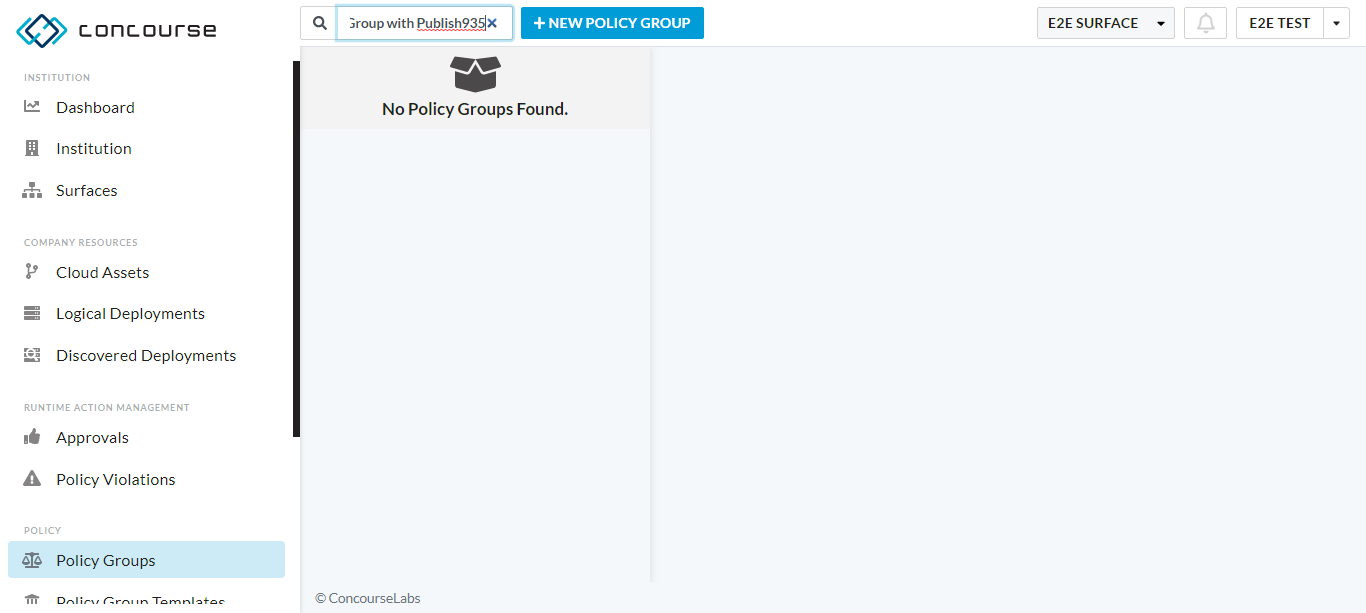 concourse
Group with Publish935
NEW POLICY GROUP
E2E SURFACE
E2E TEST
INSTITUTION
Dashboard
Institution
Surfaces
COMPANY RESOURCES
Cloud Assets
Logical Deployments
Discovered Deployments
RUNTIME ACTION MANAGEMENT
Approvals
Policy Violations
POLICY
Policy Groups
Policy Group Templates
No Policy Groups Found.
© ConcourseLabs